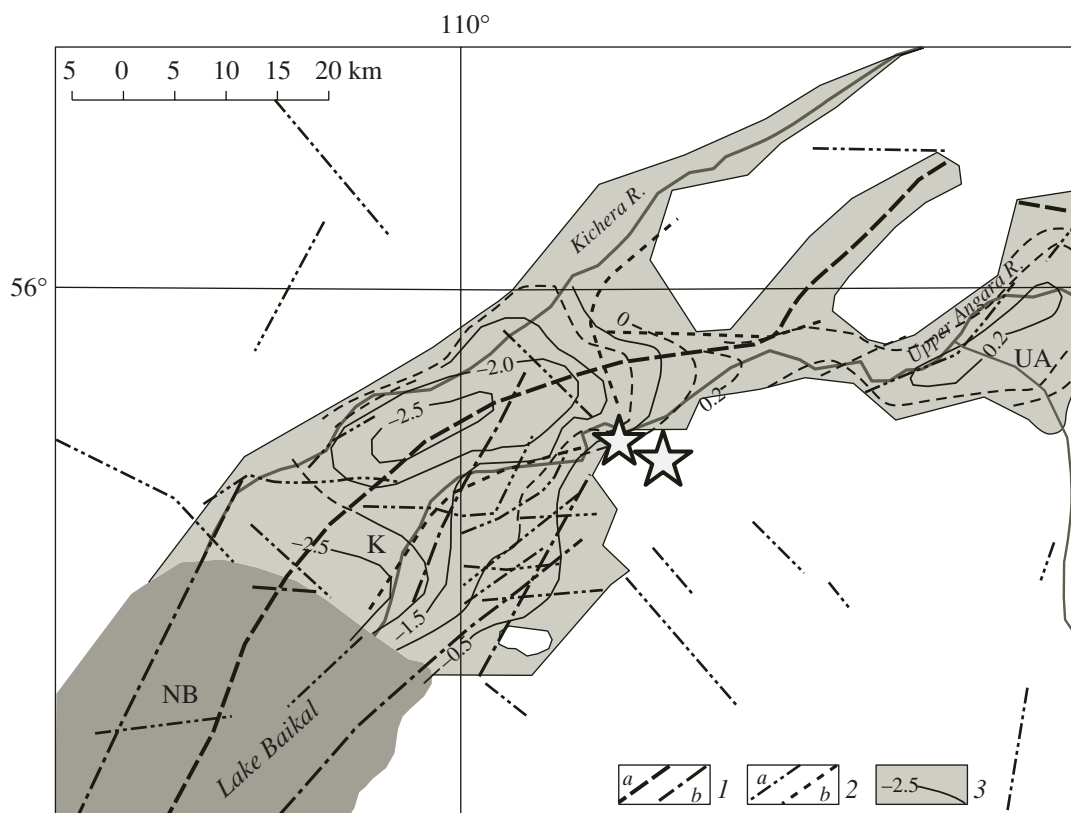 110°
5 0 5 10 15 20 km
Kichera R.
56°
Upper Angara R.
0
0.2
UA
−2.0
−2.5
0.2
K
−2.5
−1.5
−0.5
NB
Lake Baikal
a b 1 a b 2 −2.5 3